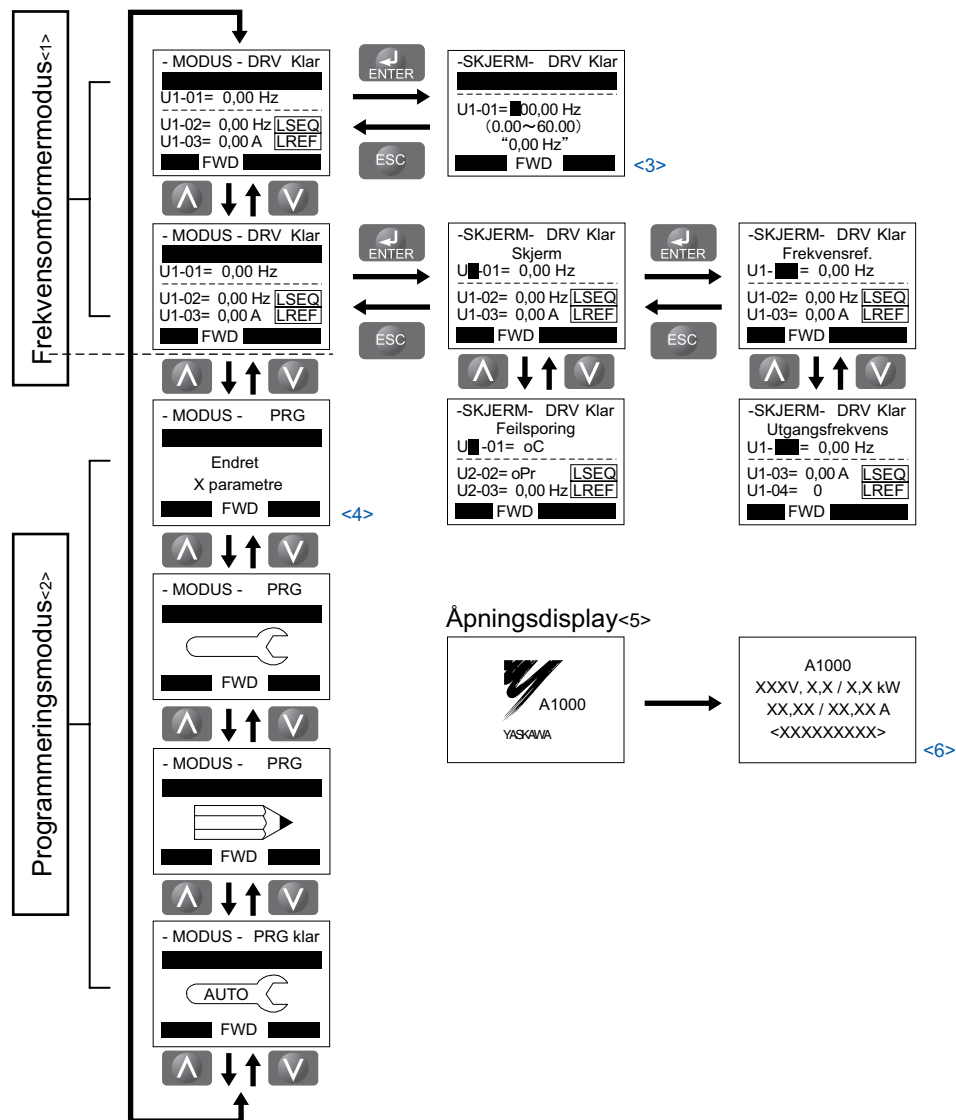 Frekvensomformermodus<1>
- MODUS - DRV Klar
U1-01= 0,00 Hz
U1-02= 0,00 Hz LSEQ
U1-03= 0,00 A LREF
FWD
ENTER
ESC
-SKJERM- DRV Klar
U1-01= 00,00 Hz
(0.00～60.00)
“0,00 Hz”
FWD
<3>
- MODUS - DRV Klar
U1-01= 0,00 Hz
U1-02= 0,00 Hz LSEQ
U1-03= 0,00 A LREF
FWD
ENTER
ESC
-SKJERM- DRV Klar
Skjerm
U -01= 0,00 Hz
U1-02= 0,00 Hz LSEQ
U1-03= 0,00 A LREF
FWD
ENTER
ESC
-SKJERM- DRV Klar
Frekvensref.
U1- = 0,00 Hz
U1-02= 0,00 Hz LSEQ
U1-03= 0,00 A LREF
FWD
-SKJERM- DRV Klar
Feilsporing
U -01= oC
U2-02= oPr LSEQ
U2-03= 0,00 Hz LREF
FWD
-SKJERM- DRV Klar
Utgangsfrekvens
U1- = 0,00 Hz
U1-03= 0,00 A LSEQ
U1-04= 0 LREF
FWD
Programmeringsmodus<2>
- MODUS - PRG
Endret
X parametre
FWD
<4>
- MODUS - PRG
FWD
- MODUS - PRG
FWD
- MODUS - PRG klar
AUTO
FWD
Åpningsdisplay<5>
A1000
YASKAWA
A1000
XXXV, X,X / X,X kW
XX,XX / XX,XX A
<XXXXXXXXX>
<6>